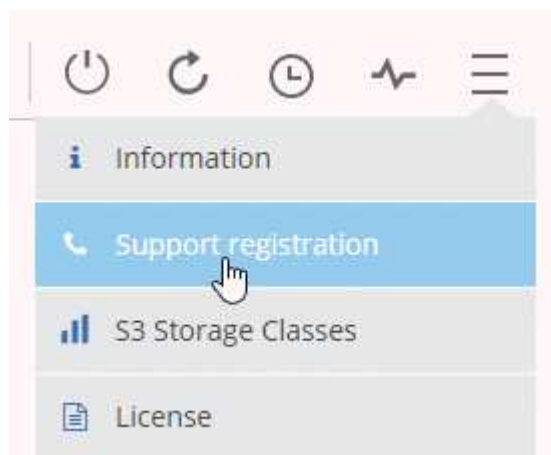 Information
Support registration
S3 Storage Classes
License